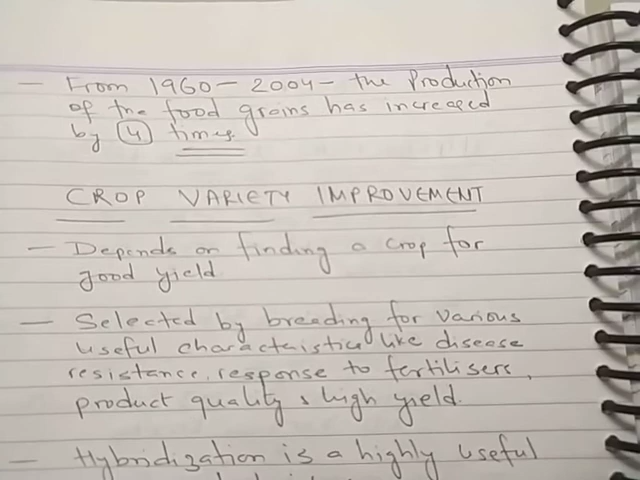 — From 1960 – 2004 – the Production
of the food grains has increaced
by 4 times
CROP VARIETY IMPROVEMENT
— Depends on finding a crop for
good yield
— Selected by breading for various
useful characteristics like disease
resistance, response to fertilisers,
product quality & high yield.
— Hybridization is a highly useful